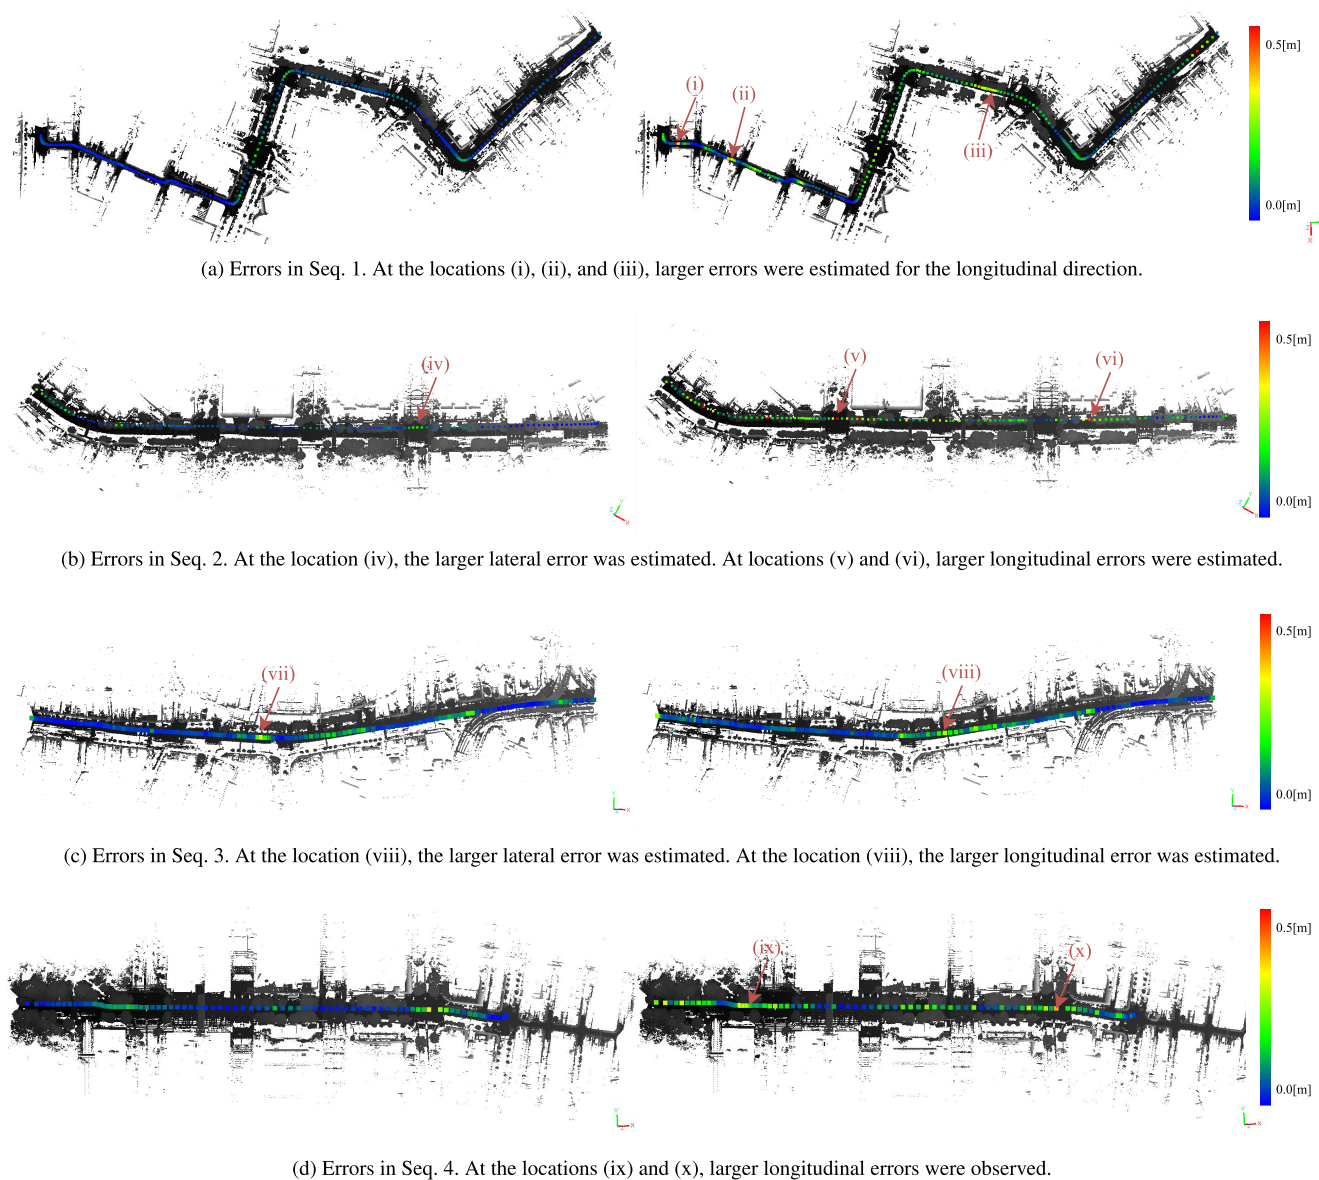 (i)
(ii)
(iii)
0.5[m]
0.0[m]
Z
X
(a) Errors in Seq. 1. At the locations (i), (ii), and (iii), larger errors were estimated for the longitudinal direction.
(iv)
(v)
(vi)
0.5[m]
0.0[m]
Z
Y
X
Z
Y
X
(b) Errors in Seq. 2. At the location (iv), the larger lateral error was estimated. At locations (v) and (vi), larger longitudinal errors were estimated.
(vii)
(viii)
0.5[m]
0.0[m]
Y
X
Y
X
(c) Errors in Seq. 3. At the location (viii), the larger lateral error was estimated. At the location (viii), the larger longitudinal error was estimated.
(ix)
(x)
0.5[m]
0.0[m]
Y
Z
X
Y
Z
X
(d) Errors in Seq. 4. At the locations (ix) and (x), larger longitudinal errors were observed.